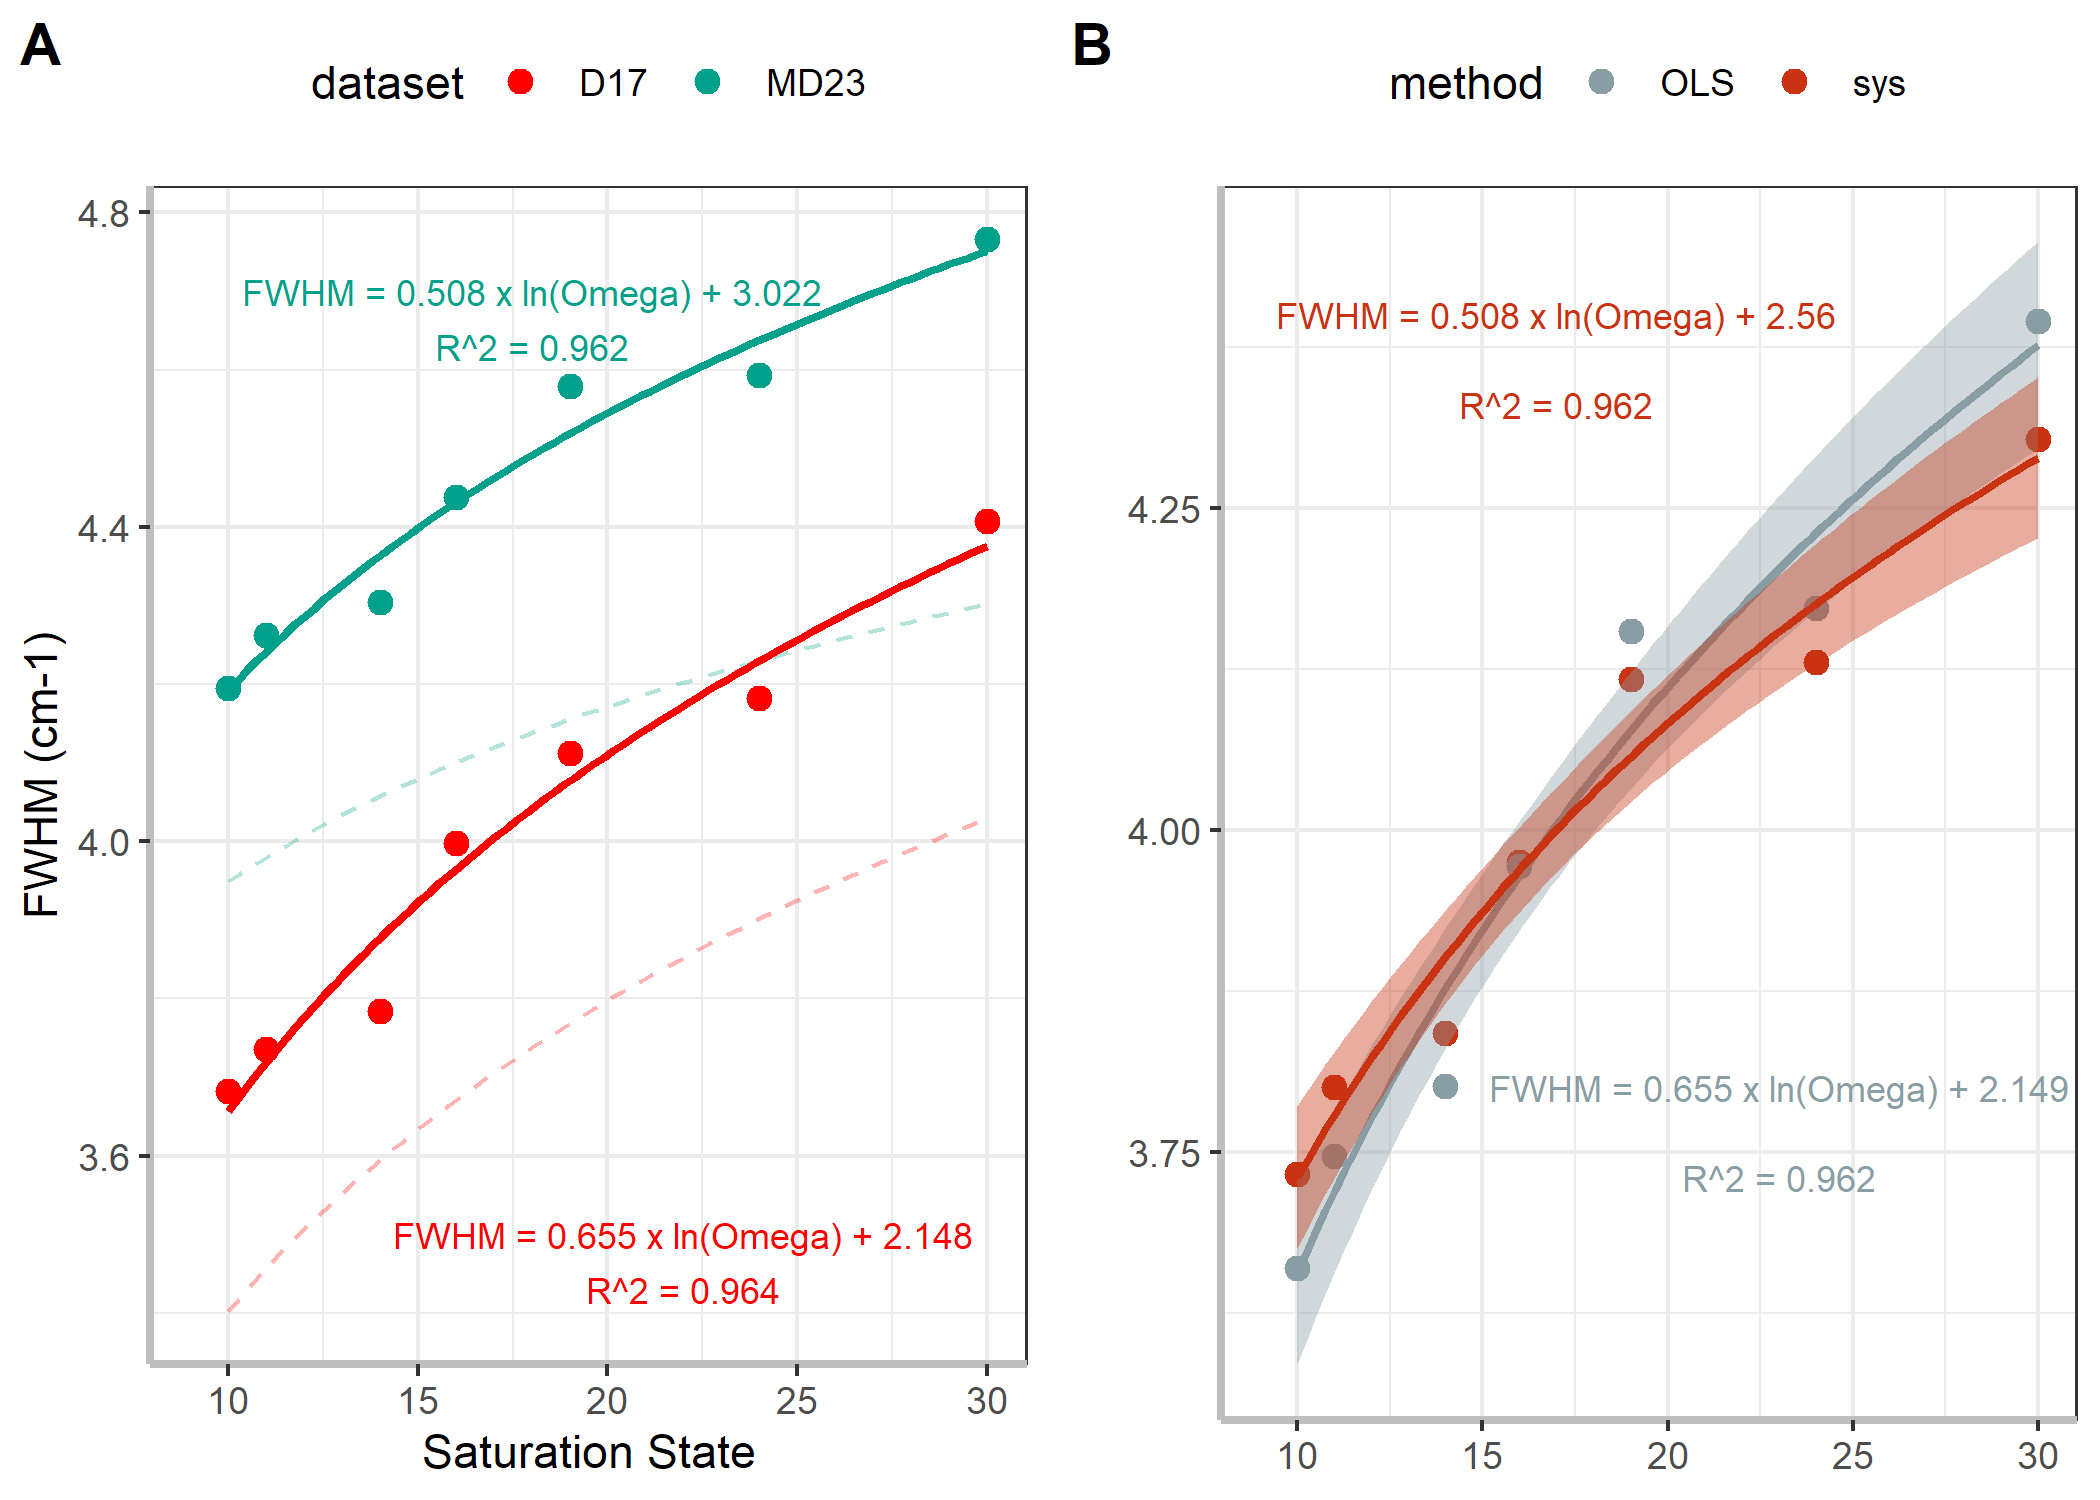 A
dataset D17 MD23
4.8
4.4
4.0
3.6
FWHM (cm-1)
FWHM = 0.508 x ln(Omega) + 3.022
R^2 = 0.962
FWHM = 0.655 x ln(Omega) + 2.148
R^2 = 0.964
10 15 20 25 30
Saturation State
B
method OLS sys
4.25
4.00
3.75
FWHM = 0.508 x ln(Omega) + 2.56
R^2 = 0.962
FWHM = 0.655 x ln(Omega) + 2.149
R^2 = 0.962
10 15 20 25 30